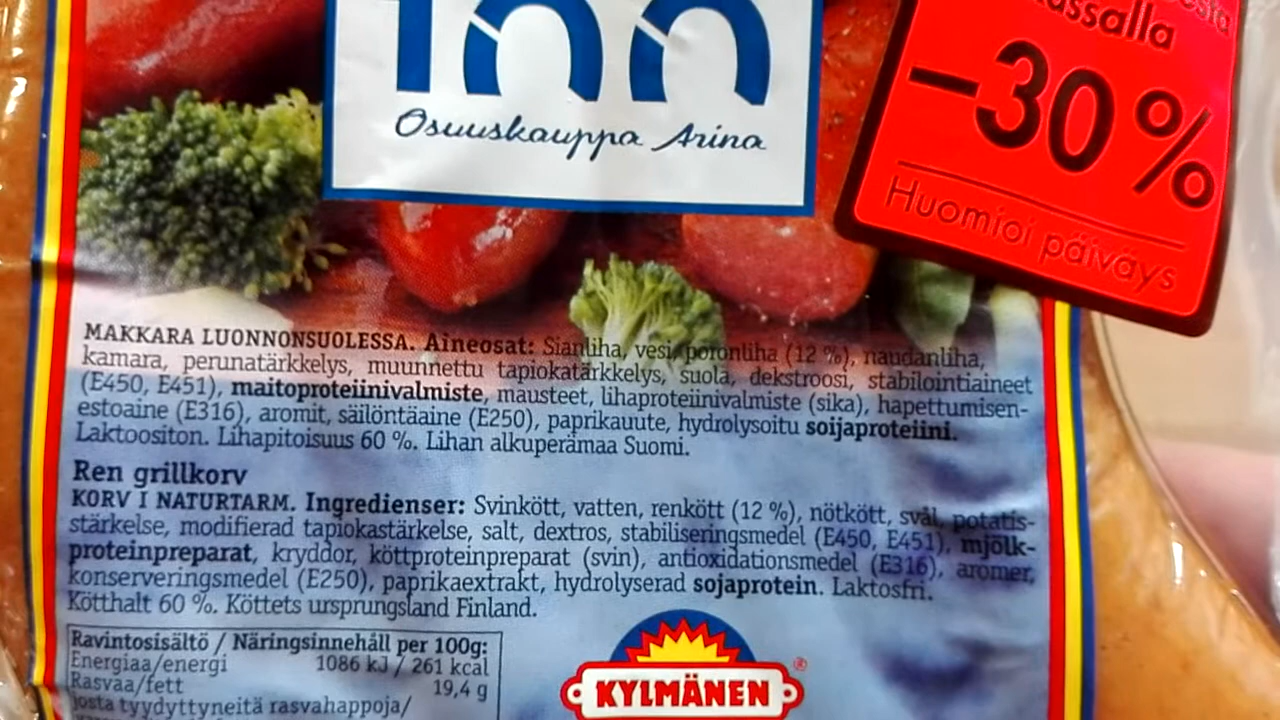 100
Osuuskauppa Arina
kassalla
-30%
Huomioi päiväys
MAKKARA LUONNONSUOLESSA. Aineosat: Sianliha, vesi, poronliha (12 %), naudanliha,
kamara, perunatärkkelys, muunnettu tapiokatärkkelys, suola, dekstroosi, stabilointiaineet
(E450, E451), maitoproteiinivalmiste, mausteet, lihaproteiinivalmiste (sika), hapettumisen-
estoaine (E316), aromit, säilöntäaine (E250), paprikauute, hydrolysoitu soijaproteiini.
Laktoositon. Lihapitoisuus 60 %. Lihan alkuperämaa Suomi.
Ren grillkorv
KORV I NATURTARM. Ingredienser: Svinkött, vatten, renkött (12 %), nötkött, svål, potatis-
stärkelse, modifierad tapiokastärkelse, salt, dextros, stabiliseringsmedel (E450, E451), mjölk-
proteinpreparat, kryddor, köttproteinpreparat (svin), antioxidationsmedel (E316), aromer,
konserveringsmedel (E250), paprikaextrakt, hydrolyserad sojaprotein. Laktosfri.
Kötthalt 60 %. Köttets ursprungsland Finland.
Ravintosisältö / Näringsinnehåll per 100g:
Energiaa/energi 1086 kJ / 261 kcal
Rasvaa/fett 19,4 g
josta tyydyttyneitä rasvahappoja/
KYLMÄNEN®